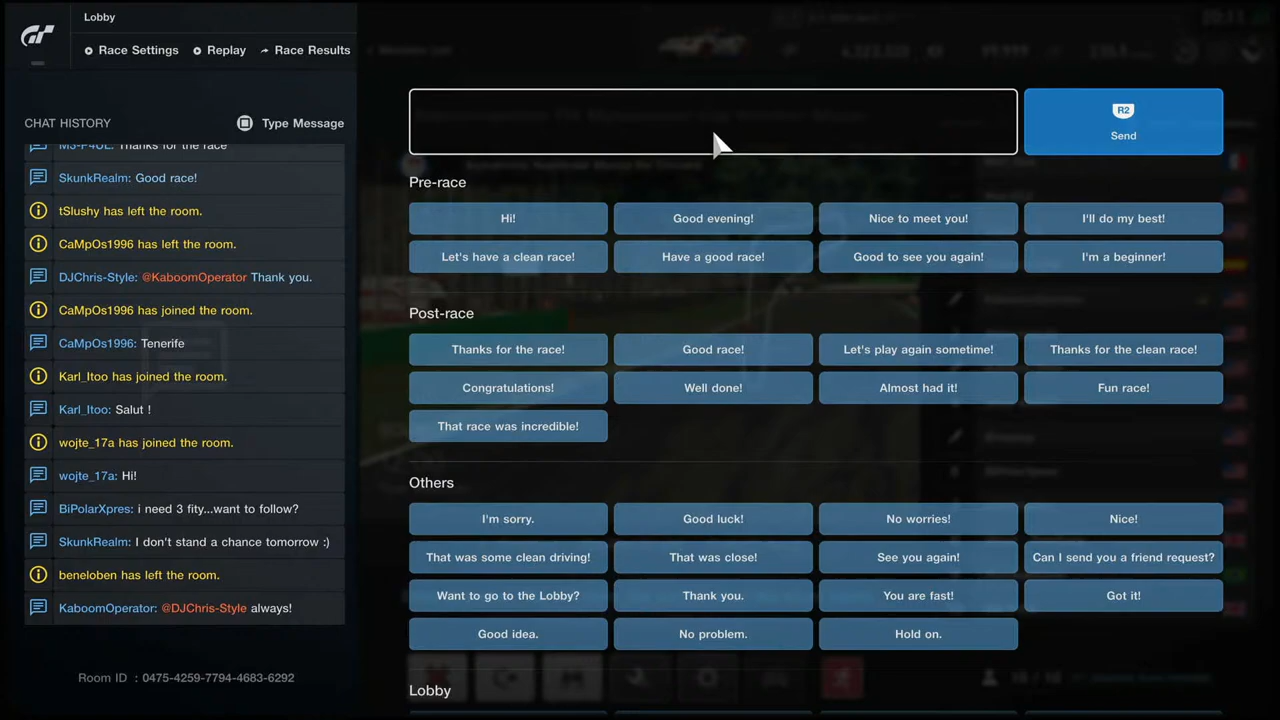 Lobby
Race Settings Replay Race Results
CHAT HISTORY Type Message
M3-P4UL: Thanks for the race
SkunkRealm: Good race!
tSlushy has left the room.
CaMpOs1996 has left the room.
DJChris-Style: @KaboomOperator Thank you.
CaMpOs1996 has joined the room.
CaMpOs1996: Tenerife
Karl_Itoo has joined the room.
Karl_Itoo: Salut !
wojte_17a has joined the room.
wojte_17a: Hi!
BiPolarXpres: i need 3 fity...want to follow?
SkunkRealm: I don't stand a chance tomorrow :)
beneloben has left the room.
KaboomOperator: @DJChris-Style always!
Room ID : 0475-4259-7794-4683-6292
R2
Send
Pre-race
Hi! Good evening! Nice to meet you! I'll do my best!
Let's have a clean race! Have a good race! Good to see you again! I'm a beginner!
Post-race
Thanks for the race! Good race! Let's play again sometime! Thanks for the clean race!
Congratulations! Well done! Almost had it! Fun race!
That race was incredible!
Others
I'm sorry. Good luck! No worries! Nice!
That was some clean driving! That was close! See you again! Can I send you a friend request?
Want to go to the Lobby? Thank you. You are fast! Got it!
Good idea. No problem. Hold on.
Lobby